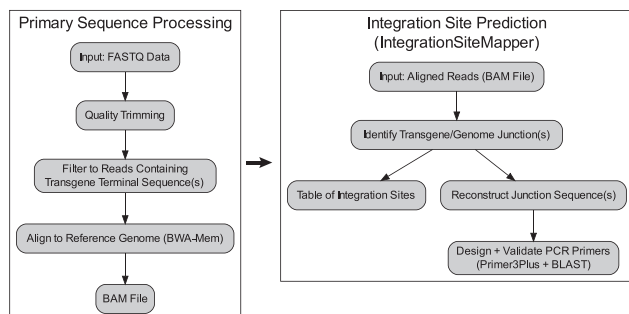 Primary Sequence Processing
Input: FASTQ Data
Quality Trimming
Filter to Reads Containing
Transgene Terminal Sequence(s)
Align to Reference Genome (BWA-Mem)
BAM File
Integration Site Prediction
(IntegrationSiteMapper)
Input: Aligned Reads (BAM File)
Identify Transgene/Genome Junction(s)
Table of Integration Sites
Reconstruct Junction Sequence(s)
Design + Validate PCR Primers
(Primer3Plus + BLAST)